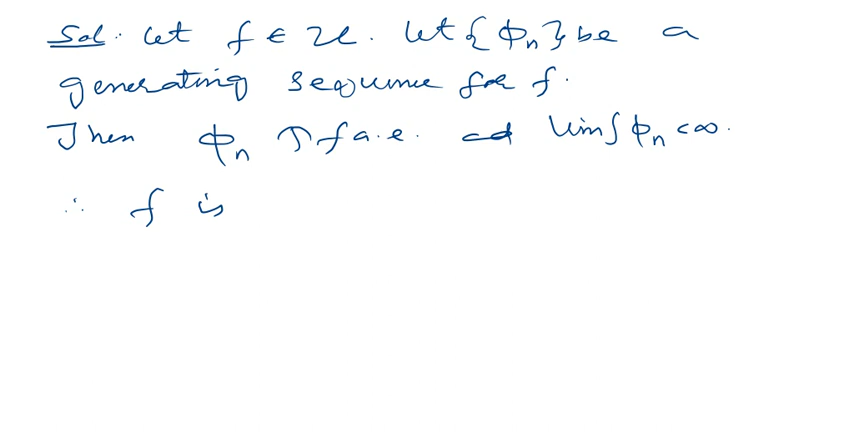 Sol: Let f ∈ U. Let {ϕₙ} be a
generating sequence for f.
Then ϕₙ ↑ f a.e. and lim ∫ ϕₙ < ∞.
∴ f is